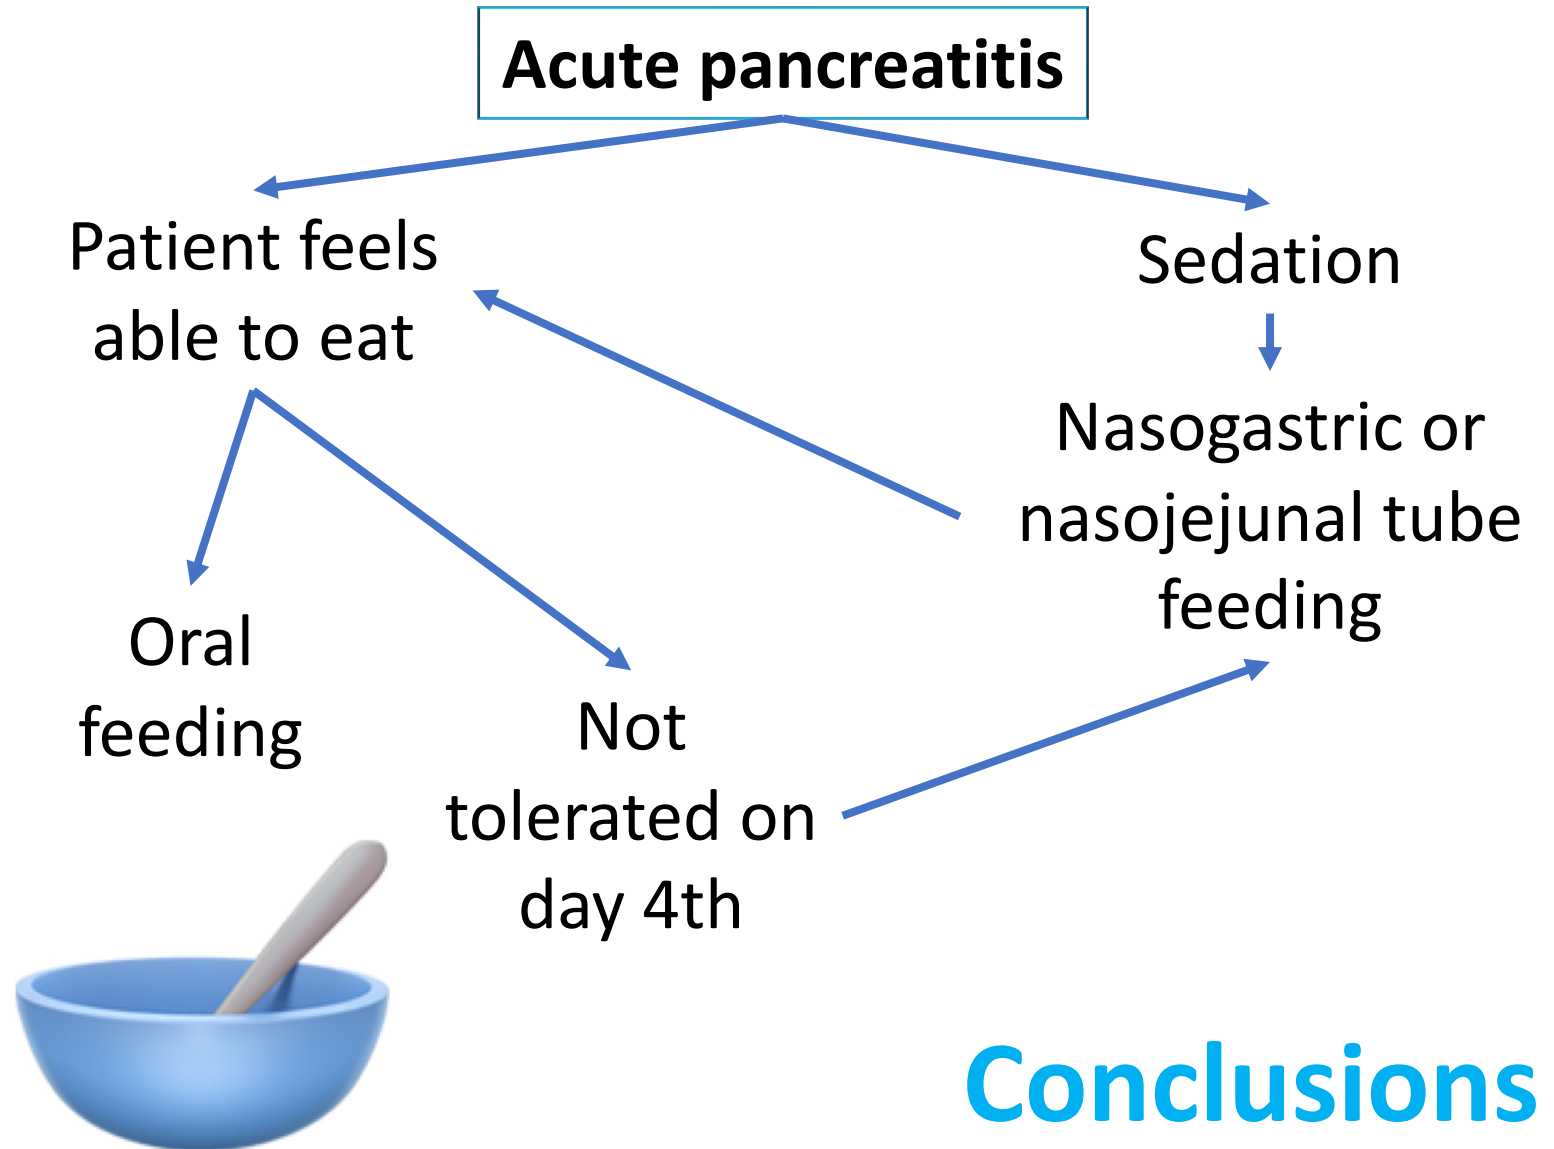 Acute pancreatitis
Patient feels
able to eat
Sedation
Nasogastric or
nasojejunal tube
feeding
Oral
feeding
Not
tolerated on
day 4th
Conclusions